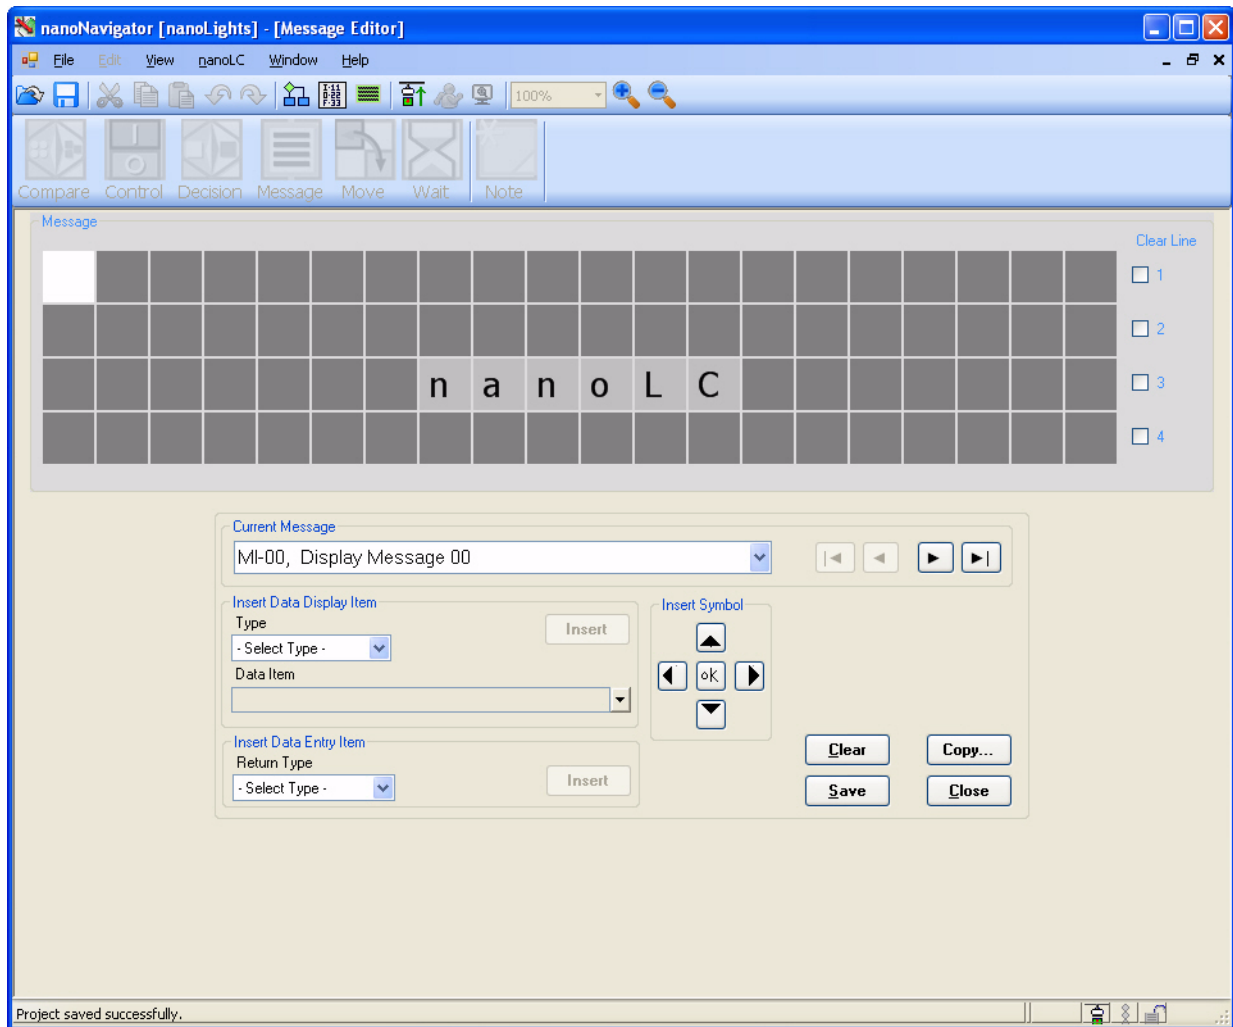 nanoNavigator [nanoLights] - [Message Editor]
File Edit View nanoLC Window Help
100%
Compare Control Decision Message Move Wait Note
Message
Clear Line
1
2
n a n o L C
3
4
Current Message
MI-00, Display Message 00
Insert Data Display Item
Type
Insert
- Select Type -
Data Item
Insert Symbol
oK
Insert Data Entry Item
Return Type
- Select Type -
Insert
Clear
Copy...
Save
Close
Project saved successfully.